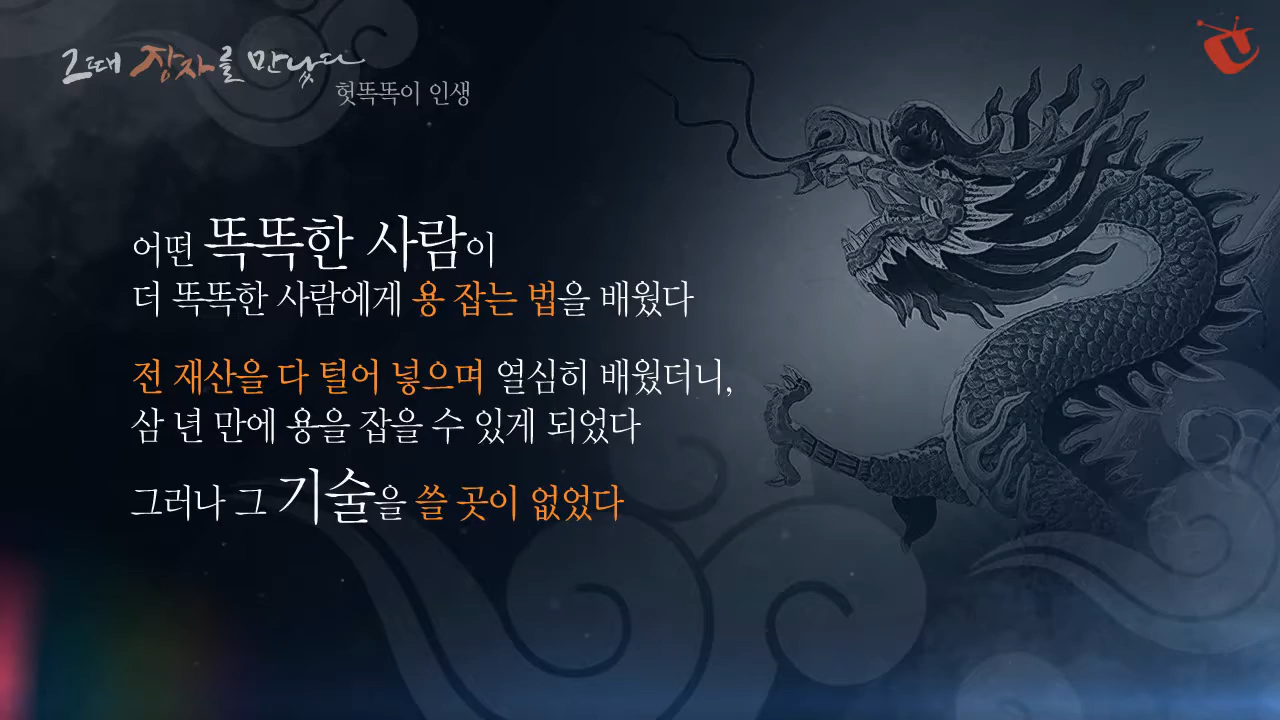 그때 장자를 만났다
헛똑똑이 인생
어떤 똑똑한 사람이
더 똑똑한 사람에게 용 잡는 법을 배웠다
전 재산을 다 털어 넣으며 열심히 배웠더니,
삼 년 만에 용을 잡을 수 있게 되었다
그러나 그 기술을 쓸 곳이 없었다